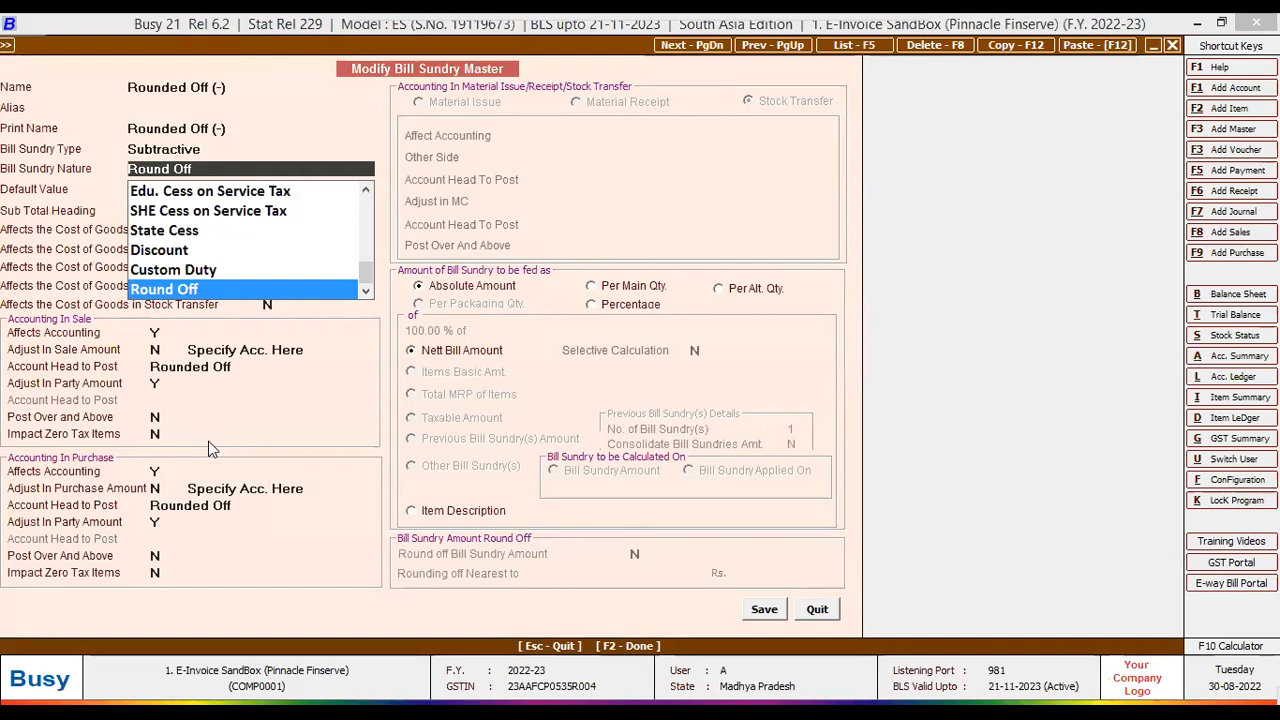 B Busy 21 Rel 6.2 | Stat Rel 229 | Model : ES (S.NO. 19119673) | BLS upto 21-11-2023 | South Asia Edition | 1. E-Invoice SandBox (Pinnacle Finserve) (F.Y. 2022-23)
>> Next - PgDn Prev - PgUp List - F5 Delete - F8 Copy - F12 Paste - [F12]
Modify Bill Sundry Master
Name Rounded Off (-)
Alias
Print Name Rounded Off (-)
Bill Sundry Type Subtractive
Bill Sundry Nature Round Off
Default Value
Sub Total Heading
Edu. Cess on Service Tax
SHE Cess on Service Tax
State Cess
Discount
Custom Duty
Round Off
Affects the Cost of Goods
Affects the Cost of Goods
Affects the Cost of Goods
Affects the Cost of Goods
Affects the Cost of Goods in Stock Transfer N
Accounting In Sale
Affects Accounting Y
Adjust In Sale Amount N Specify Acc. Here
Account Head to Post Rounded Off
Adjust In Party Amount Y
Account Head to Post
Post Over and Above N
Impact Zero Tax Items N
Accounting In Purchase
Affects Accounting Y
Adjust In Purchase Amount N Specify Acc. Here
Account Head to Post Rounded Off
Adjust In Party Amount Y
Account Head to Post
Post Over And Above N
Impact Zero Tax Items N
Accounting In Material Issue/Receipt/Stock Transfer
Material Issue Material Receipt Stock Transfer
Affect Accounting
Other Side
Account Head To Post
Adjust in MC
Account Head To Post
Post Over And Above
Amount of Bill Sundry to be fed as
Absolute Amount Per Main Qty. Per Alt. Qty.
Per Packaging Qty. Percentage
of
100.00 % of
Nett Bill Amount Selective Calculation N
Items Basic Amt.
Total MRP of Items
Taxable Amount
Previous Bill Sundry(s) Amount
Previous Bill Sundry(s) Details
No. of Bill Sundry(s) 1
Consolidate Bill Sundries Amt. N
Other Bill Sundry(s)
Bill Sundry to be Calculated On
Bill Sundry Amount Bill Sundry Applied On
Item Description
Bill Sundry Amount Round Off
Round off Bill Sundry Amount N
Rounding off Nearest to Rs.
Save Quit
[ Esc - Quit ] [ F2 - Done ]
Shortcut Keys
F1 Help
F1 Add Account
F2 Add Item
F3 Add Master
F3 Add Voucher
F5 Add Payment
F6 Add Receipt
F7 Add Journal
F8 Add Sales
F9 Add Purchase
B Balance Sheet
T Trial Balance
S Stock Status
A Acc. Summary
L Acc. Ledger
I Item Summary
D Item LeDger
G GST Summary
U Switch User
F ConFiguration
K LocK Program
Training Videos
GST Portal
E-way Bill Portal
F10 Calculator
Busy
1. E-Invoice SandBox (Pinnacle Finserve)
(COMP0001)
F.Y. : 2022-23
GSTIN : 23AAFCP0535R004
User : A
State : Madhya Pradesh
Listening Port : 981
BLS Valid Upto : 21-11-2023 (Active)
Your
Company
Logo
Tuesday
30-08-2022